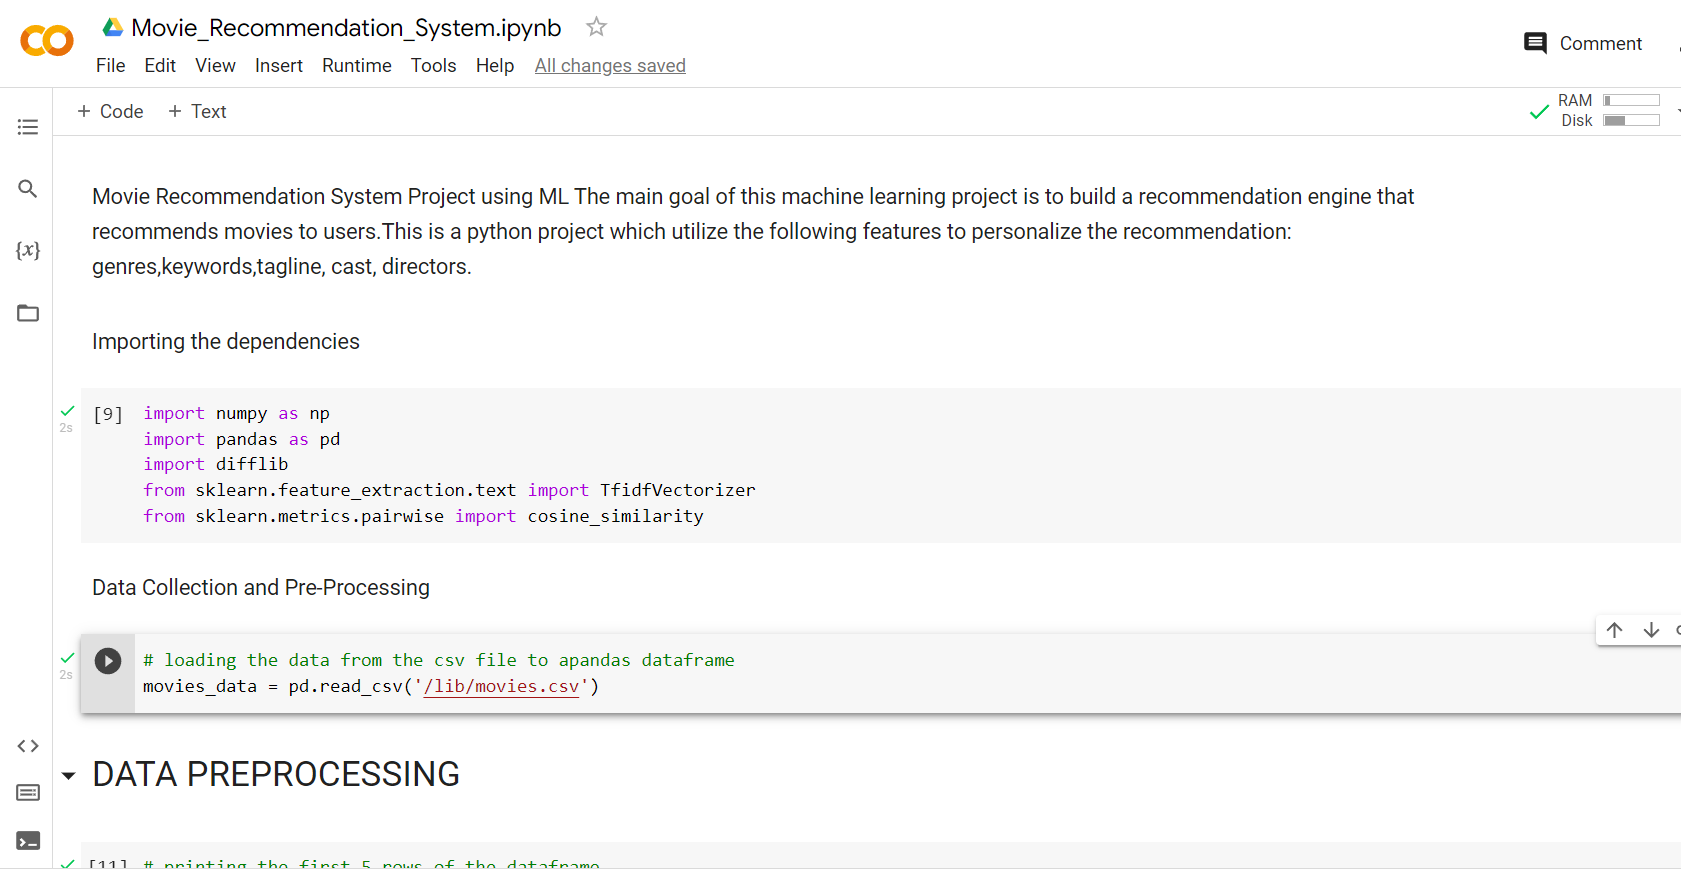 Movie_Recommendation_System.ipynb
File Edit View Insert Runtime Tools Help All changes saved
Comment
+ Code + Text
RAM
Disk
{x}
Movie Recommendation System Project using ML The main goal of this machine learning project is to build a recommendation engine that
recommends movies to users.This is a python project which utilize the following features to personalize the recommendation:
genres,keywords,tagline, cast, directors.
Importing the dependencies
2s
[9] import numpy as np
import pandas as pd
import difflib
from sklearn.feature_extraction.text import TfidfVectorizer
from sklearn.metrics.pairwise import cosine_similarity
Data Collection and Pre-Processing
2s
# loading the data from the csv file to apandas dataframe
movies_data = pd.read_csv('/lib/movies.csv')
DATA PREPROCESSING
[11] # printing the first 5 rows of the dataframe